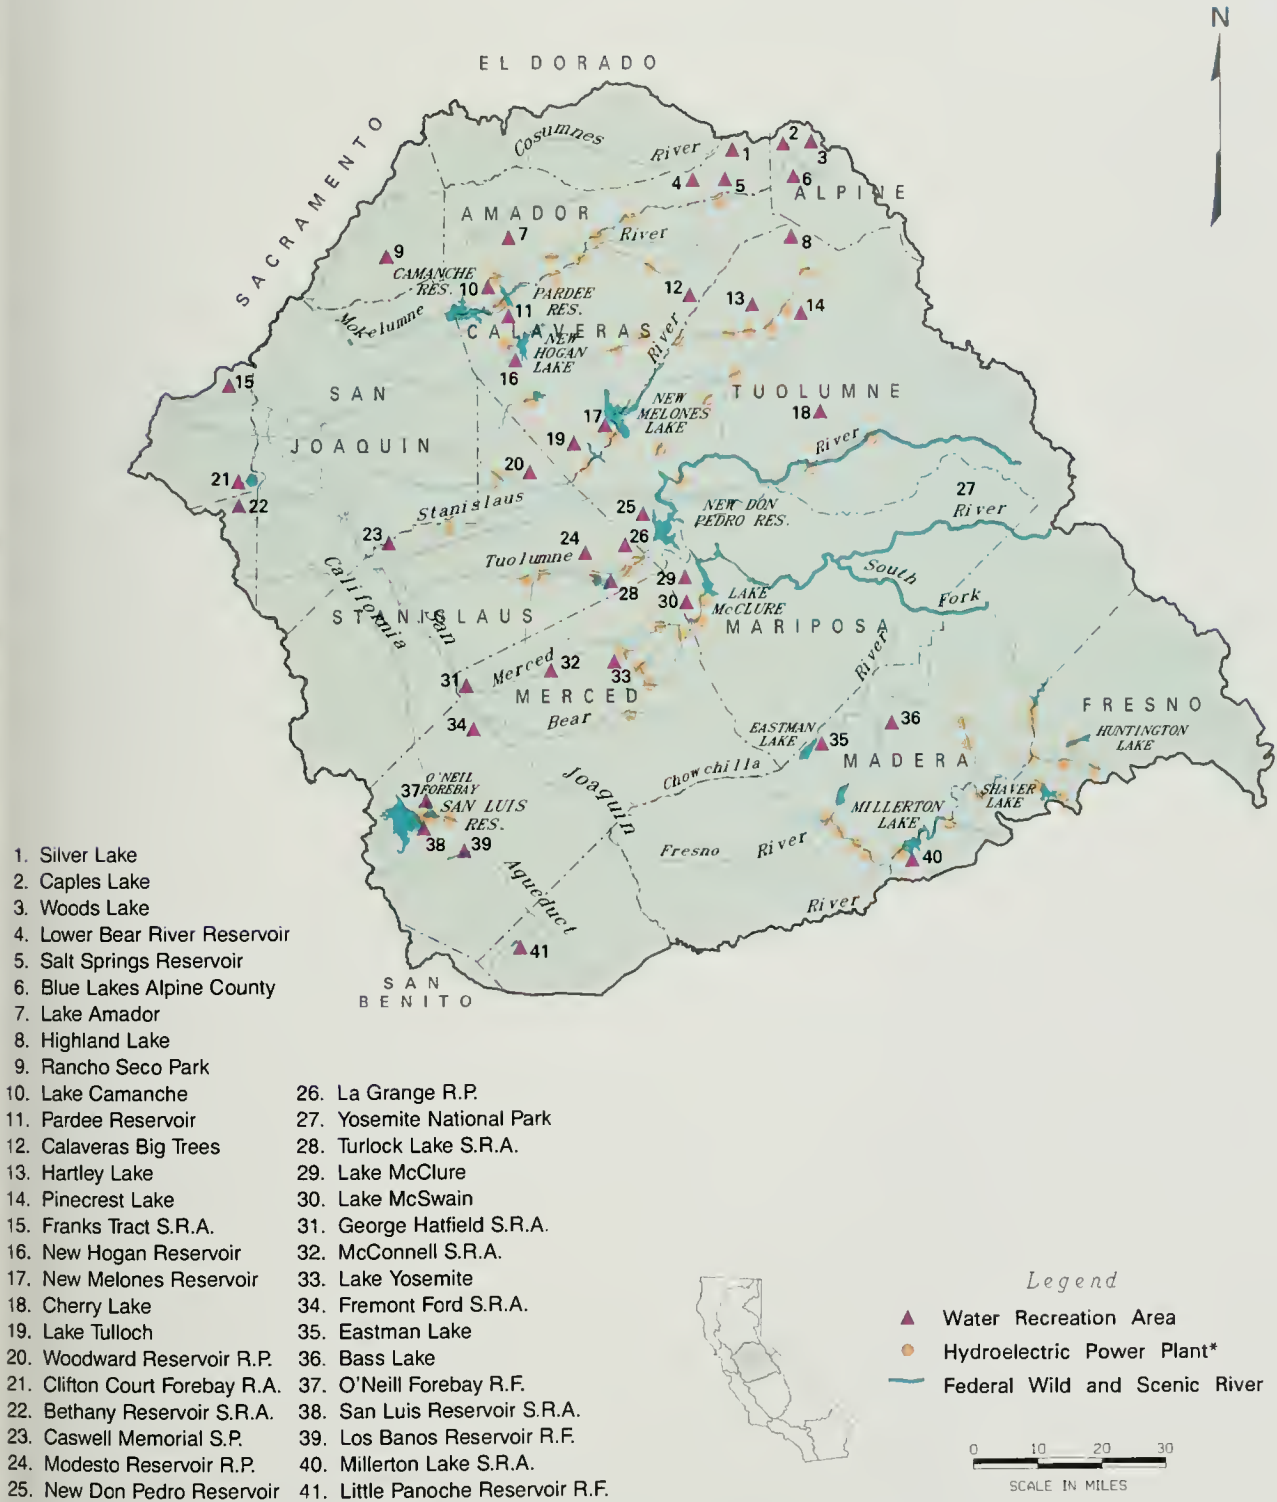 N
EL DORADO
SACRAMENTO
Cosumnes
River
1
2
3
4
5
6
ALPINE
AMADOR
7
River
8
9
CAMANCHE
RES.
10
PARDEE
RES.
11
12
13
14
Mokelumne
CALAVERAS
NEW
HOGAN
LAKE
River
15
16
SAN
JOAQUIN
TUOLUMNE
NEW
MELONES
LAKE
17
18
19
River
20
21
22
Stanislaus
23
24
25
26
27
NEW DON
PEDRO RES.
River
Tuolumne
South
Fork
28
29
30
LAKE
McCLURE
California
STANISLAUS
San
MARIPOSA
River
31
Merced
32
33
MERCED
34
Bear
EASTMAN
LAKE
35
36
FRESNO
HUNTINGTON
LAKE
MADERA
Joaquin
Chowchilla
O'NEIL
FOREBAY
37
SAN LUIS
RES.
38
39
SHAVER
LAKE
MILLERTON
LAKE
Fresno
River
40
Aqueduct
River
41
SAN
BENITO
1. Silver Lake
2. Caples Lake
3. Woods Lake
4. Lower Bear River Reservoir
5. Salt Springs Reservoir
6. Blue Lakes Alpine County
7. Lake Amador
8. Highland Lake
9. Rancho Seco Park
10. Lake Camanche
11. Pardee Reservoir
12. Calaveras Big Trees
13. Hartley Lake
14. Pinecrest Lake
15. Franks Tract S.R.A.
16. New Hogan Reservoir
17. New Melones Reservoir
18. Cherry Lake
19. Lake Tulloch
20. Woodward Reservoir R.P.
21. Clifton Court Forebay R.A.
22. Bethany Reservoir S.R.A.
23. Caswell Memorial S.P.
24. Modesto Reservoir R.P.
25. New Don Pedro Reservoir
26. La Grange R.P.
27. Yosemite National Park
28. Turlock Lake S.R.A.
29. Lake McClure
30. Lake McSwain
31. George Hatfield S.R.A.
32. McConnell S.R.A.
33. Lake Yosemite
34. Fremont Ford S.R.A.
35. Eastman Lake
36. Bass Lake
37. O'Neill Forebay R.F.
38. San Luis Reservoir S.R.A.
39. Los Banos Reservoir R.F.
40. Millerton Lake S.R.A.
41. Little Panoche Reservoir R.F.
Legend
Water Recreation Area
Hydroelectric Power Plant*
Federal Wild and Scenic River
0 10 20 30
SCALE IN MILES